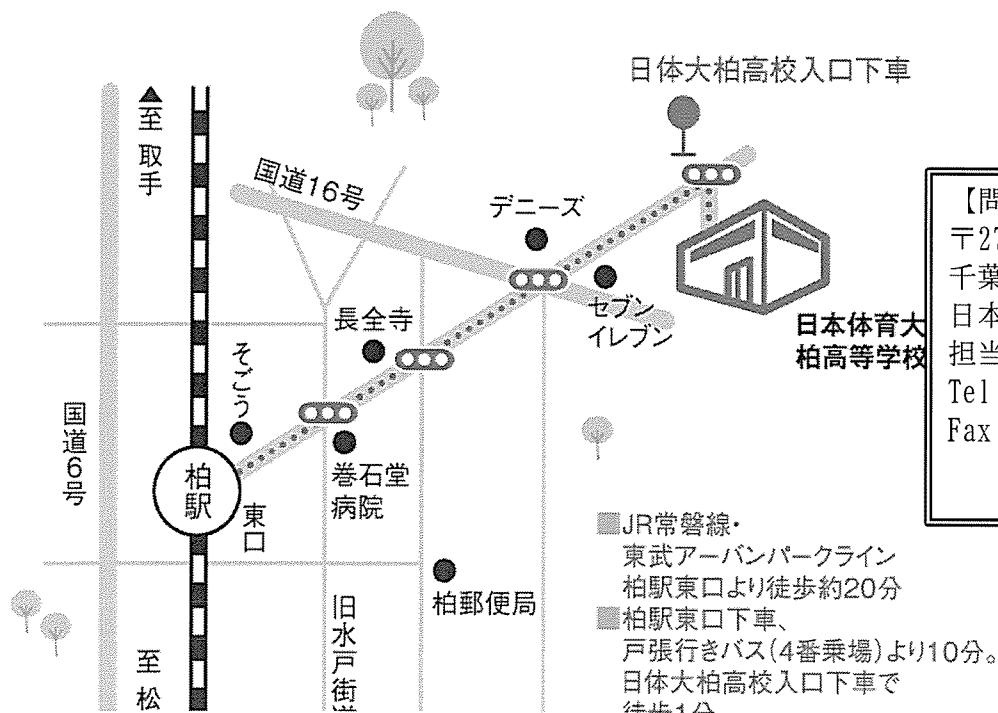 日体大柏高校入口下車
▲至 取手
国道16号
デニーズ
セブン
イレブン
長全寺
そごう
日本体育大
柏高等学校
国道6号
柏駅
東口
巻石堂
病院
柏郵便局
旧水戸街道
至 松
【問
〒27
千葉
日本
担当
Tel
Fax
■JR常磐線・
東武アーバンパークライン
柏駅東口より徒歩約20分
■柏駅東口下車、
戸張行きバス(4番乗場)より10分。
日体大柏高校入口下車で
徒歩1分